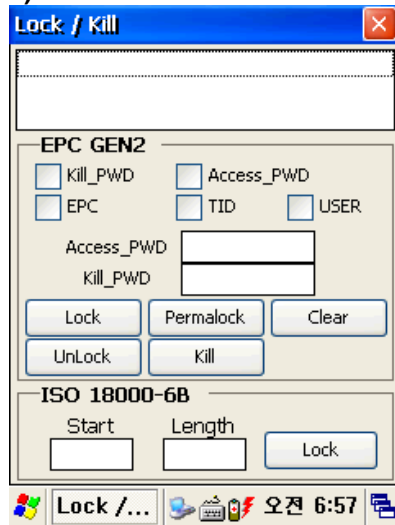 Lock / Kill
EPC GEN2
Kill_PWD Access_PWD
EPC TID USER
Access_PWD
Kill_PWD
Lock Permalock Clear
UnLock Kill
ISO 18000-6B
Start Length
Lock
Lock /... 오전 6:57